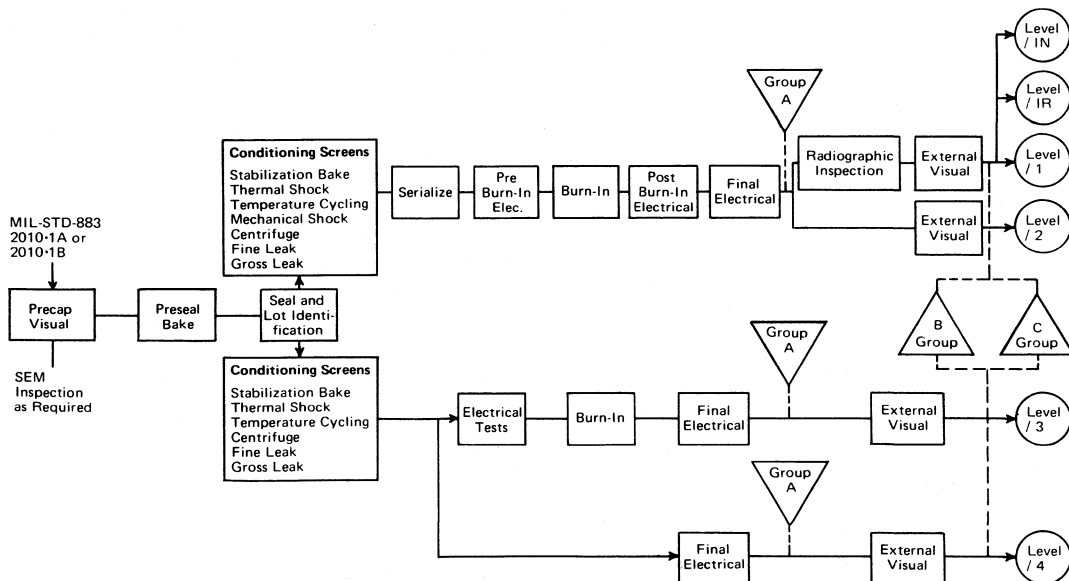 Level
/ IN
Group
A
Level
/ IR
Conditioning Screens
Stabilization Bake
Thermal Shock
Temperature Cycling
Mechanical Shock
Centrifuge
Fine Leak
Gross Leak
Serialize
Pre
Burn-In
Elec.
Burn-In
Post
Burn-In
Electrical
Final
Electrical
Radiographic
Inspection
External
Visual
Level
/ 1
External
Visual
Level
/ 2
MIL-STD-883
2010·1A or
2010·1B
Precap
Visual
Preseal
Bake
Seal and
Lot Identi-
fication
SEM
Inspection
as Required
B
Group
C
Group
Conditioning Screens
Stabilization Bake
Thermal Shock
Temperature Cycling
Centrifuge
Fine Leak
Gross Leak
Electrical
Tests
Burn-In
Final
Electrical
Group
A
External
Visual
Level
/ 3
Group
A
Final
Electrical
External
Visual
Level
/ 4